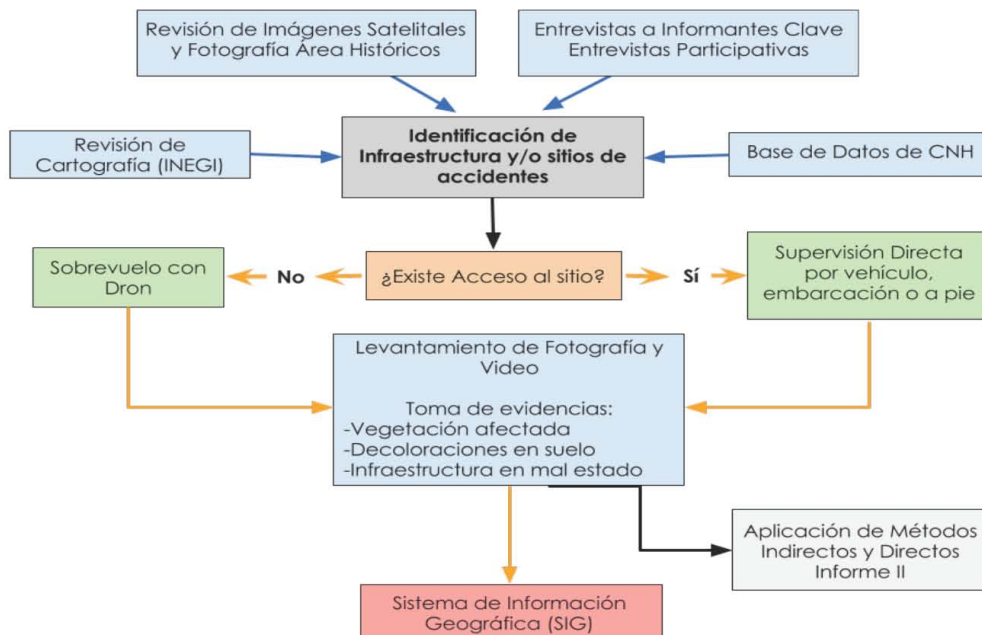 Revisión de Imágenes Satelitales
y Fotografía Área Históricos
Entrevistas a Informantes Clave
Entrevistas Participativas
Revisión de
Cartografía (INEGI)
Identificación de
Infraestructura y/o sitios de
accidentes
Base de Datos de CNH
Sobrevuelo con
Dron
No
¿Existe Acceso al sitio?
Sí
Supervisión Directa
por vehículo,
embarcación o a pie
Levantamiento de Fotografía y
Video
Toma de evidencias:
-Vegetación afectada
-Decoloraciones en suelo
-Infraestructura en mal estado
Aplicación de Métodos
Indirectos y Directos
Informe II
Sistema de Información
Geográfica (SIG)